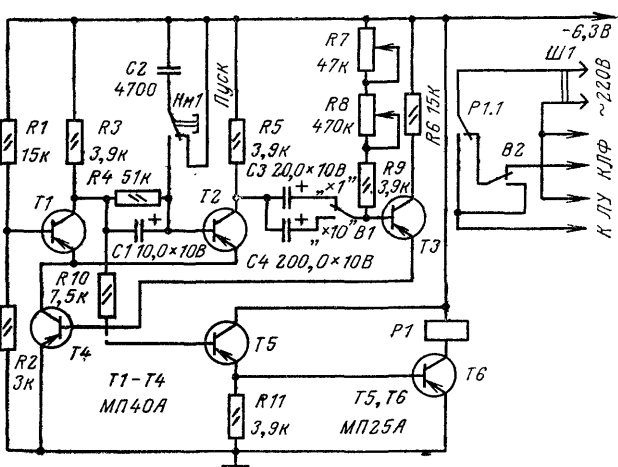 -6,3В
C2
4700
Кн1
Пуск
R7
47к
Ш1
~220В
R1
15к
R3
3,9к
R5
3,9к
R8
470к
R6 15к
P1.1
В2
КЛФ
R4 51к
C3 20,0×10В
„×1"
R9
3,9к
T1
T2
C1 10,0×10В
„×10"
В1
T3
К ЛУ
C4 200,0×10В
R10
7,5к
R2
3к
T4
T5
P1
T6
T1-T4
МП40А
R11
3,9к
T5, T6
МП25А